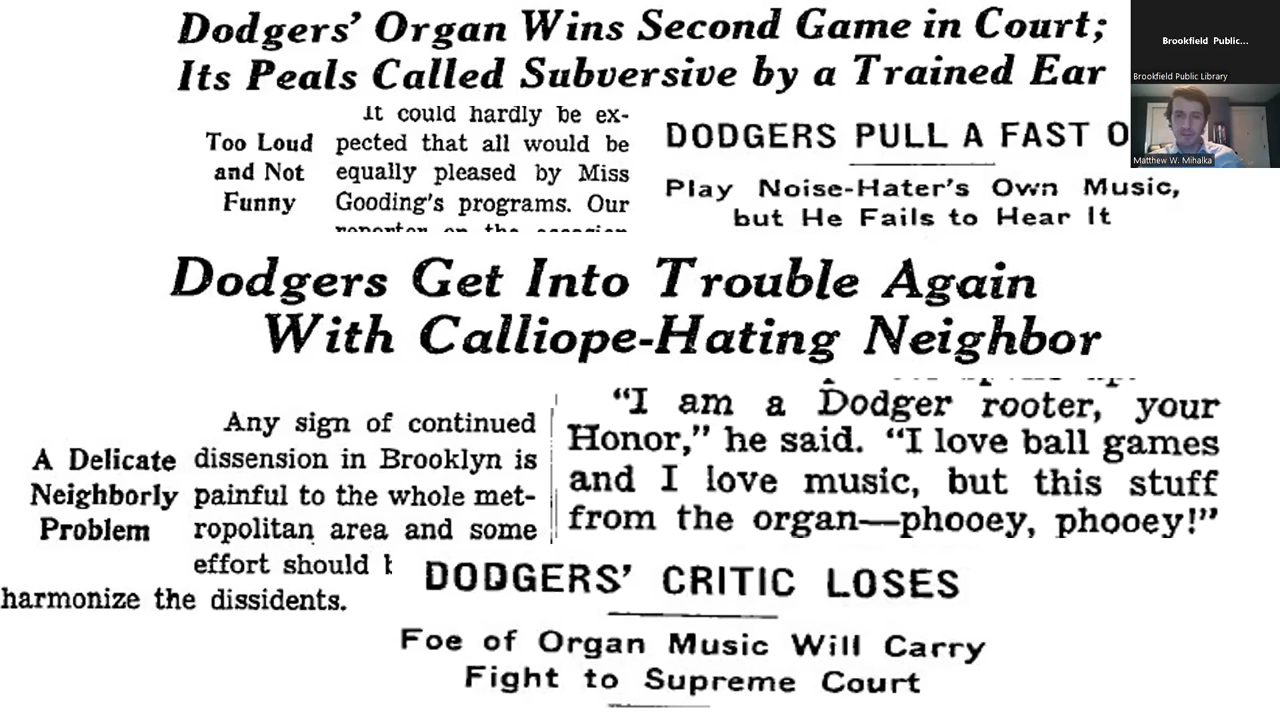 Dodgers' Organ Wins Second Game in Court;
Its Peals Called Subversive by a Trained Ear
Brookfield Public...
Brookfield Public Library
Matthew W. Mihalka
Too Loud
and Not
Funny
It could hardly be ex-
pected that all would be
equally pleased by Miss
Gooding's programs. Our
reporter on the occasion
DODGERS PULL A FAST O
Play Noise-Hater's Own Music,
but He Fails to Hear It
Dodgers Get Into Trouble Again
With Calliope-Hating Neighbor
A Delicate
Neighborly
Problem
Any sign of continued
dissension in Brooklyn is
painful to the whole met-
ropolitan area and some
effort should
harmonize the dissidents.
"I am a Dodger rooter, your
Honor," he said. "I love ball games
and I love music, but this stuff
from the organ—phooey, phooey!"
DODGERS' CRITIC LOSES
Foe of Organ Music Will Carry
Fight to Supreme Court